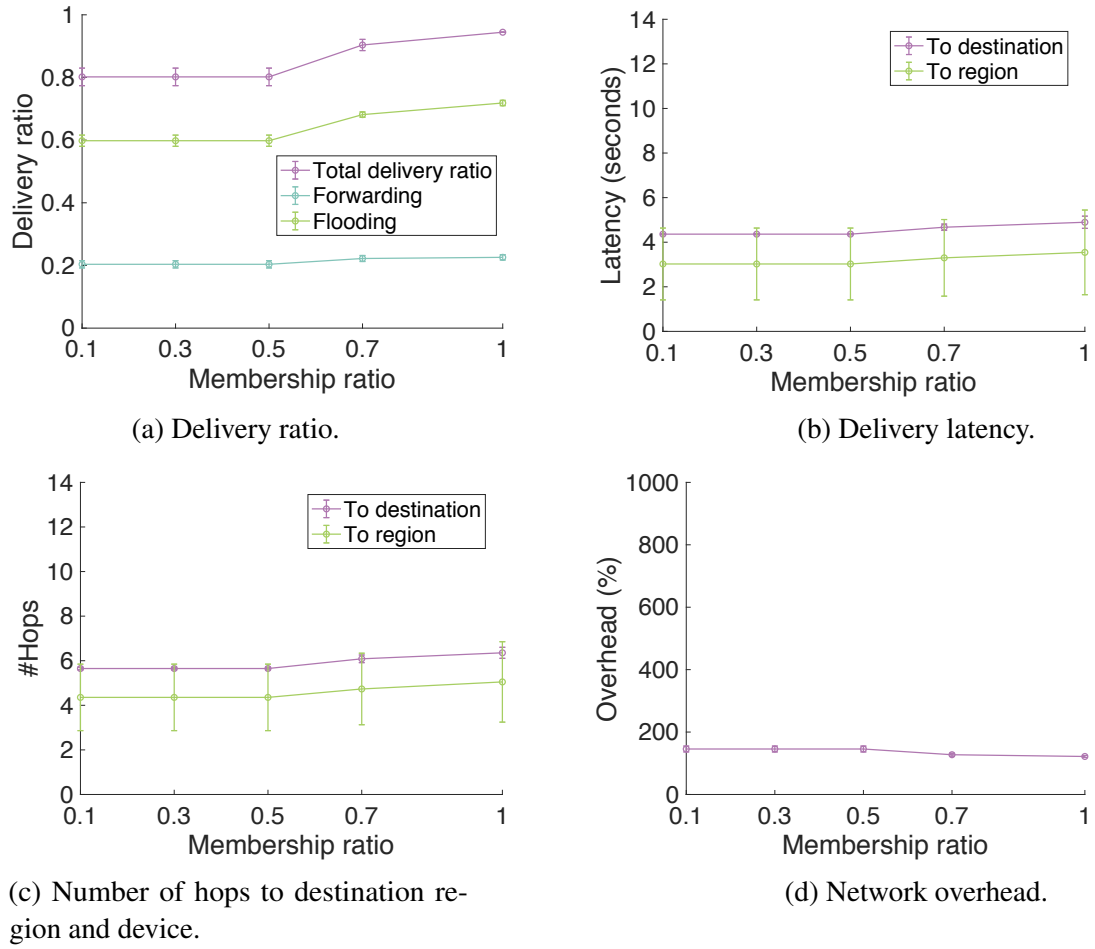 1
0.8
0.6
0.4
0.2
0
Delivery ratio
Total delivery ratio
Forwarding
Flooding
0.1 0.3 0.5 0.7 1
Membership ratio
(a) Delivery ratio.
14
12
10
8
6
4
2
0
Latency (seconds)
To destination
To region
0.1 0.3 0.5 0.7 1
Membership ratio
(b) Delivery latency.
14
12
10
8
6
4
2
0
#Hops
To destination
To region
0.1 0.3 0.5 0.7 1
Membership ratio
(c) Number of hops to destination re-
gion and device.
1000
800
600
400
200
0
Overhead (%)
0.1 0.3 0.5 0.7 1
Membership ratio
(d) Network overhead.